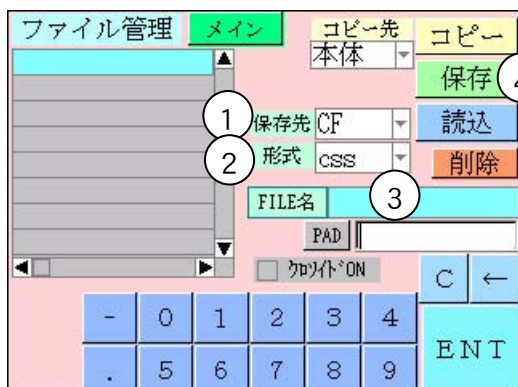 ファイル管理 メイン コピー先 コピー
本体
保存 4
1 保存先 CF 読込
2 形式 css 削除
FILE名 3
PAD
クロソイドON
C ←
- 0 1 2 3 4
ENT
. 5 6 7 8 9